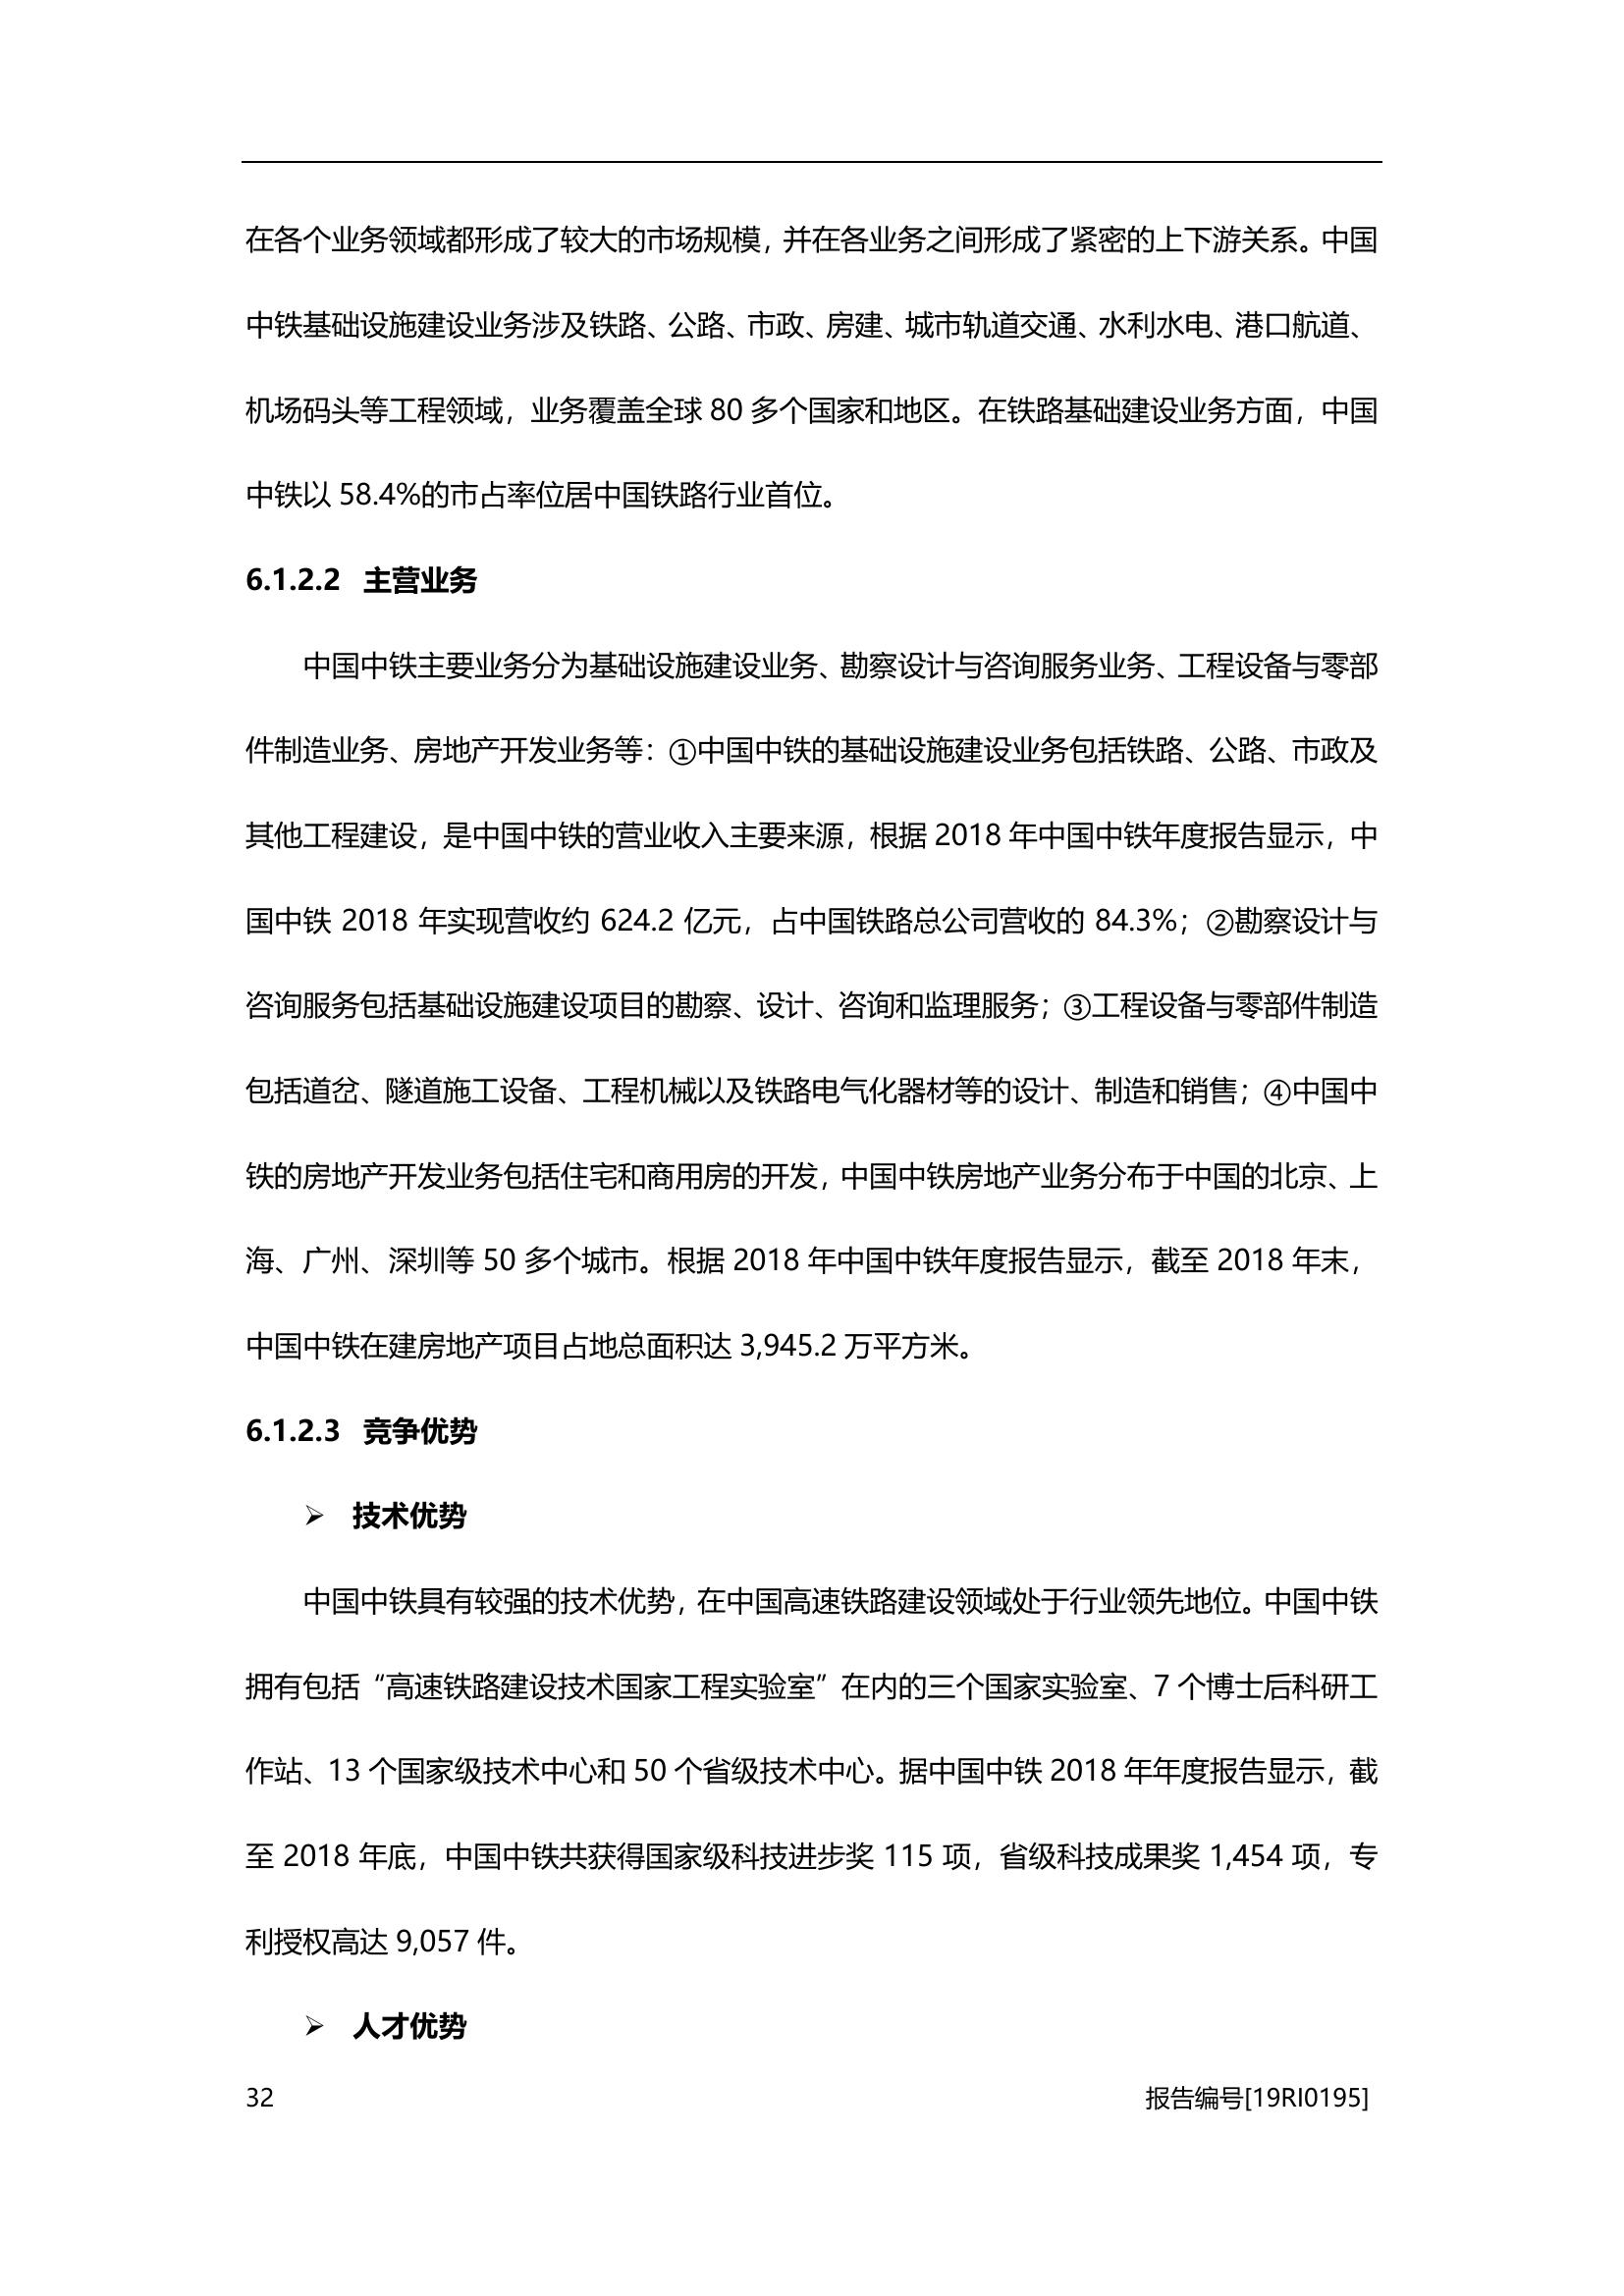 在各个业务领域都形成了较大的市场规模，并在各业务之间形成了紧密的上下游关系。中国
中铁基础设施建设业务涉及铁路、公路、市政、房建、城市轨道交通、水利水电、港口航道、
机场码头等工程领域，业务覆盖全球 80 多个国家和地区。在铁路基础建设业务方面，中国
中铁以 58.4%的市占率位居中国铁路行业首位。
6.1.2.2 主营业务
中国中铁主要业务分为基础设施建设业务、勘察设计与咨询服务业务、工程设备与零部
件制造业务、房地产开发业务等：①中国中铁的基础设施建设业务包括铁路、公路、市政及
其他工程建设，是中国中铁的营业收入主要来源，根据 2018 年中国中铁年度报告显示，中
国中铁 2018 年实现营收约 624.2 亿元，占中国铁路总公司营收的 84.3%；②勘察设计与
咨询服务包括基础设施建设项目的勘察、设计、咨询和监理服务；③工程设备与零部件制造
包括道岔、隧道施工设备、工程机械以及铁路电气化器材等的设计、制造和销售；④中国中
铁的房地产开发业务包括住宅和商用房的开发，中国中铁房地产业务分布于中国的北京、上
海、广州、深圳等 50 多个城市。根据 2018 年中国中铁年度报告显示，截至 2018 年末，
中国中铁在建房地产项目占地总面积达 3,945.2 万平方米。
6.1.2.3 竞争优势
➢ 技术优势
中国中铁具有较强的技术优势，在中国高速铁路建设领域处于行业领先地位。中国中铁
拥有包括“高速铁路建设技术国家工程实验室”在内的三个国家实验室、7 个博士后科研工
作站、13 个国家级技术中心和 50 个省级技术中心。据中国中铁 2018 年年度报告显示，截
至 2018 年底，中国中铁共获得国家级科技进步奖 115 项，省级科技成果奖 1,454 项，专
利授权高达 9,057 件。
➢ 人才优势
32 报告编号[19RI0195]